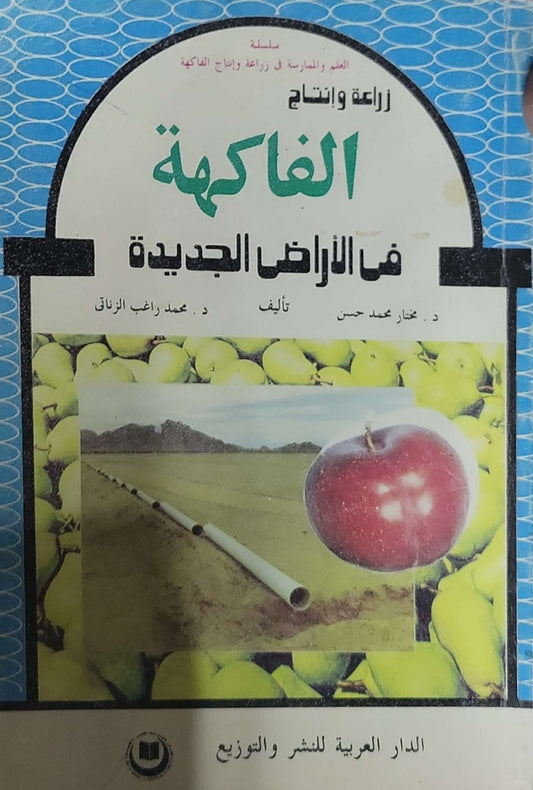 سلسلة
العلم والممارسة فى زراعة وإنتاج الفاكهة
زراعة وإنتاج
الفاكهة
فى الأراضى الجديدة
د. مختار محمد حسن تأليف د. محمد راغب الزناتى
الدار العربية للنشر والتوزيع